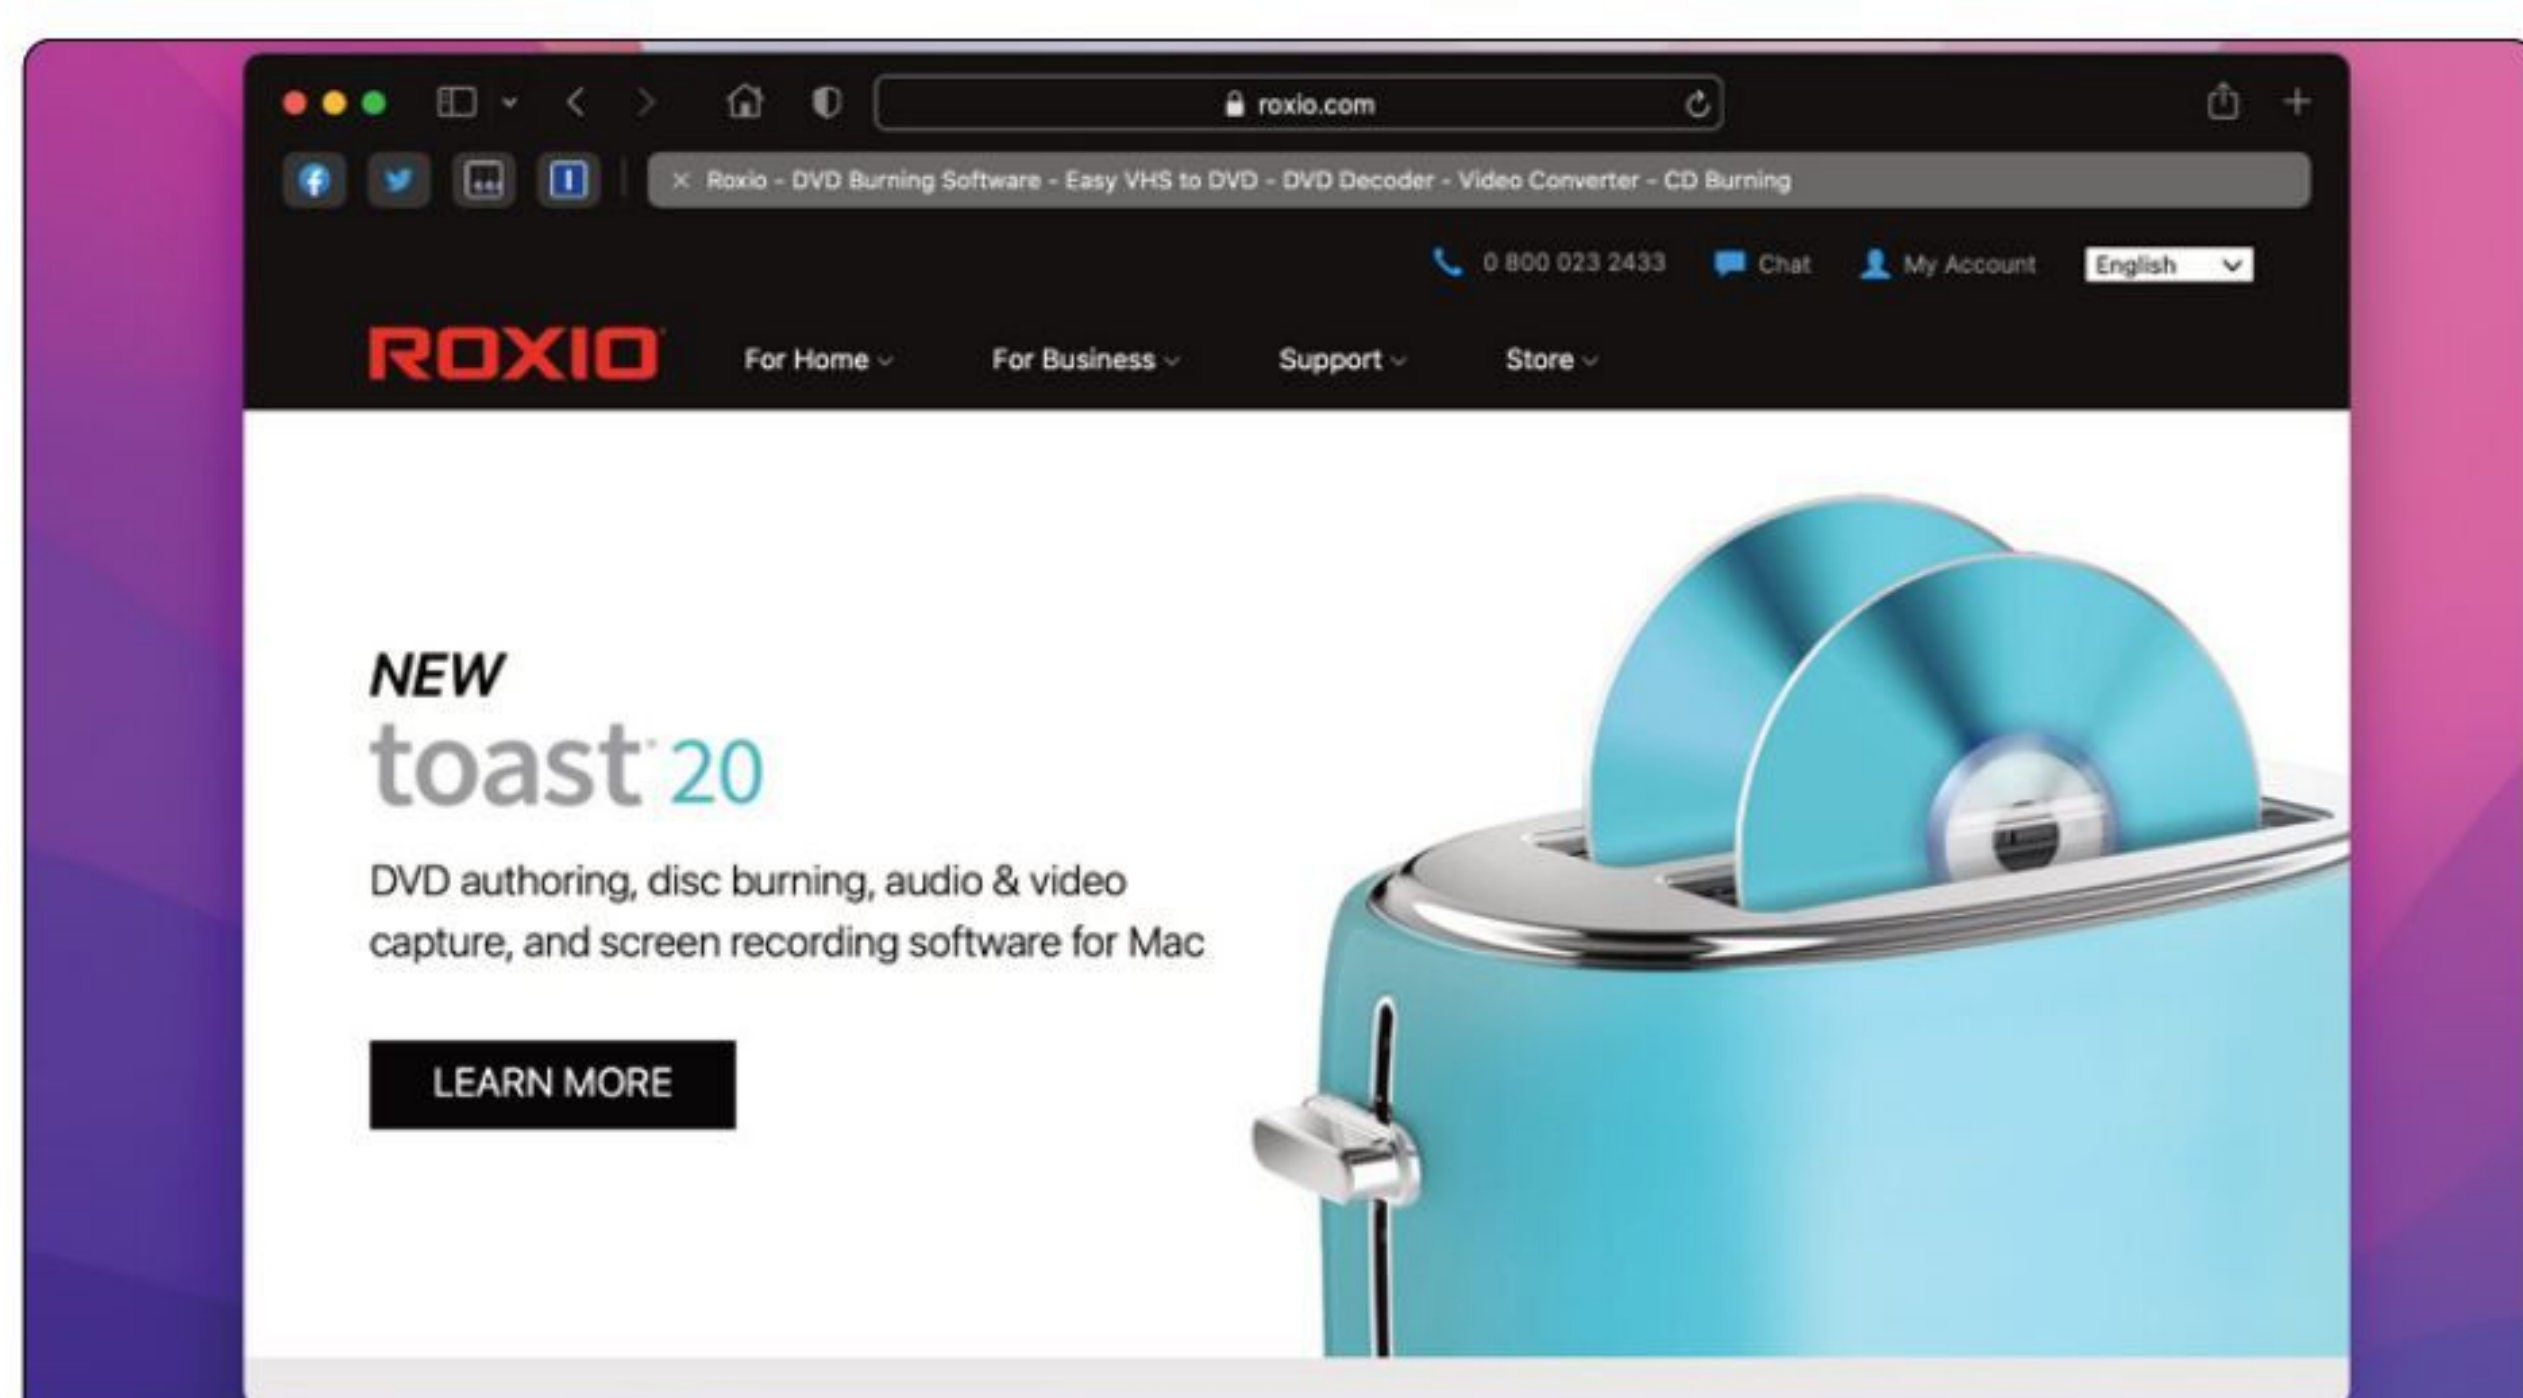 roxio.com
Roxio - DVD Burning Software - Easy VHS to DVD - DVD Decoder - Video Converter - CD Burning
0 800 023 2433 Chat My Account English
ROXIO For Home For Business Support Store
NEW
toast 20
DVD authoring, disc burning, audio & video
capture, and screen recording software for Mac
LEARN MORE